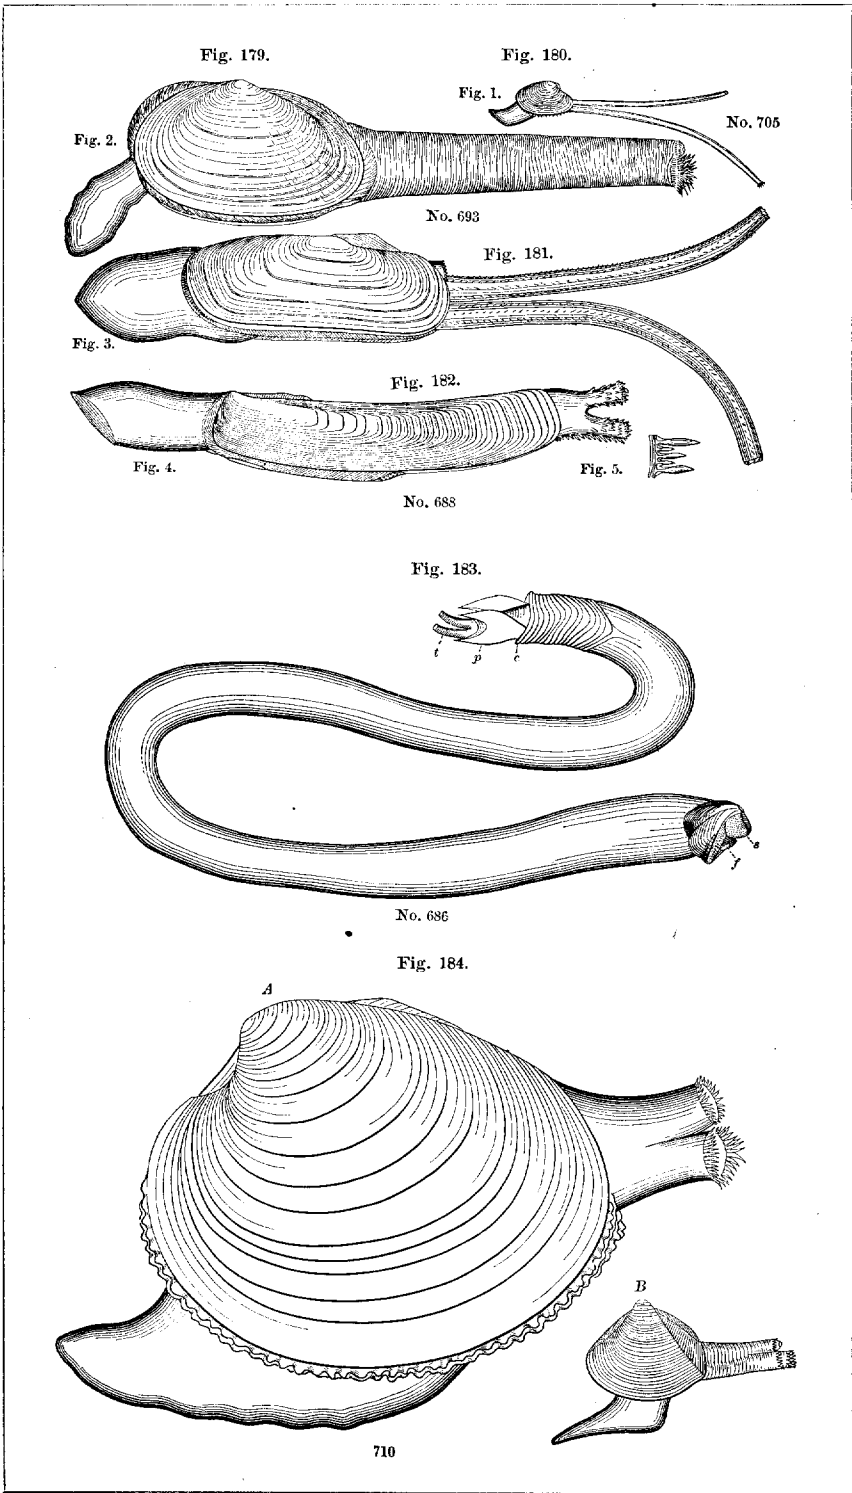 Fig. 179.
Fig. 180.
Fig. 1.
No. 705
Fig. 2.
No. 693
Fig. 181.
Fig. 3.
Fig. 182.
Fig. 4.
Fig. 5.
No. 688
Fig. 183.
t p c
s
f
No. 686
Fig. 184.
A
B
710